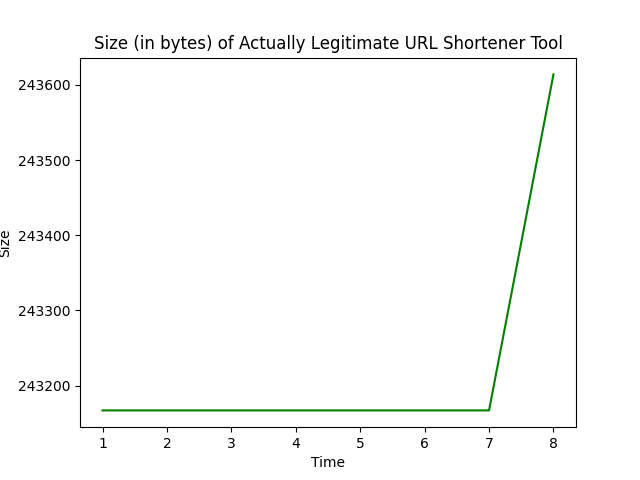 Size (in bytes) of Actually Legitimate URL Shortener Tool
243600
243500
243400
243300
243200
Size
1 2 3 4 5 6 7 8
Time